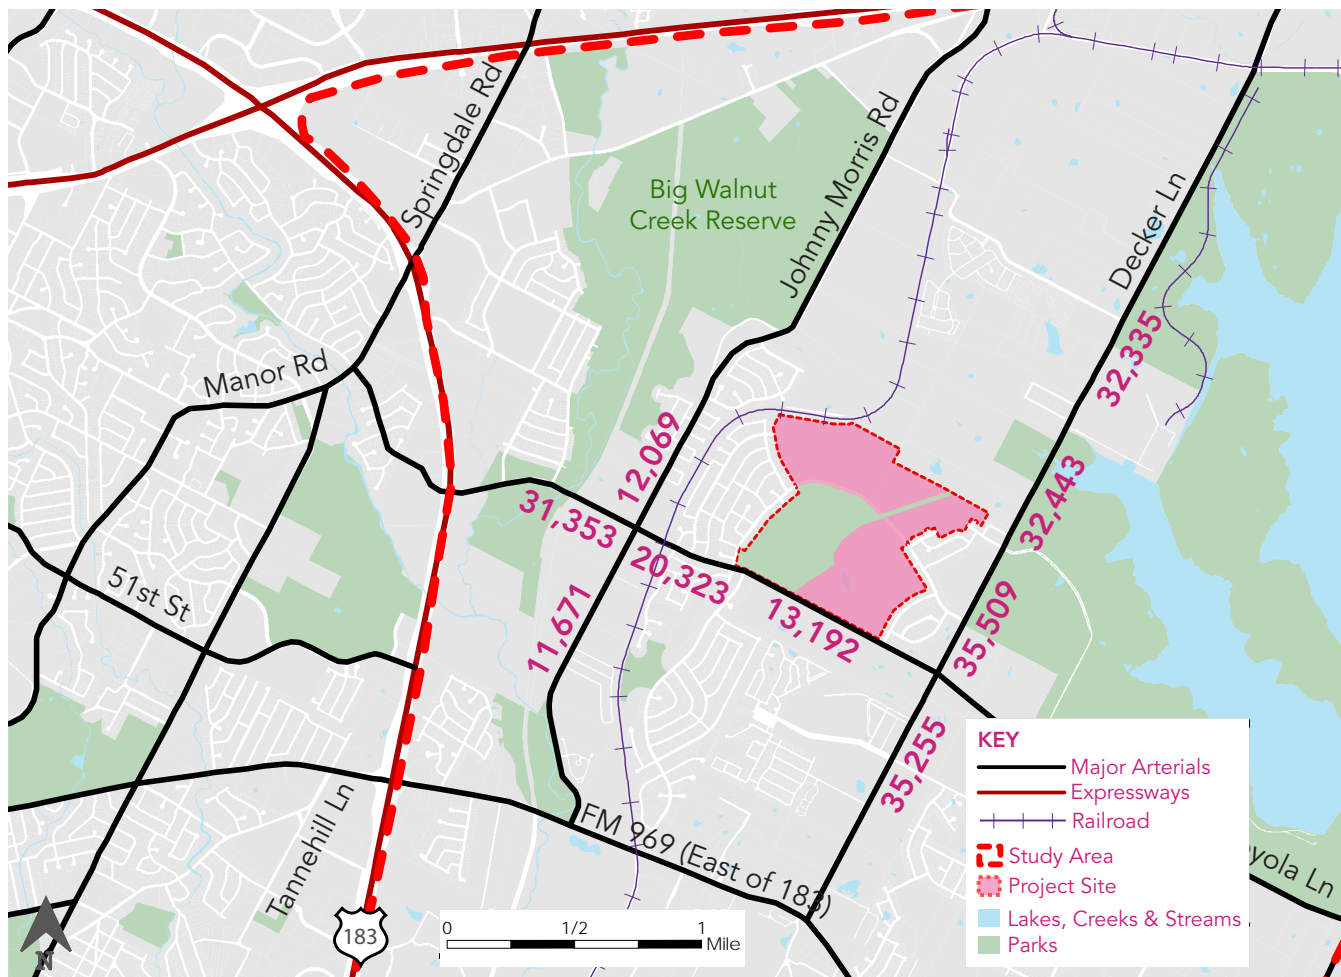 Springdale Rd
Johnny Morris Rd
Decker Ln
Big Walnut
Creek Reserve
Manor Rd
32,335
12,069
32,443
31,353
20,323
51st St
11,671
13,192
35,509
35,255
FM 969 (East of 183)
Tannehill Ln
183
0 1/2 1
Mile
N
KEY
Major Arterials
Expressways
Railroad
Study Area
Project Site
Lakes, Creeks & Streams
Parks
yola Ln